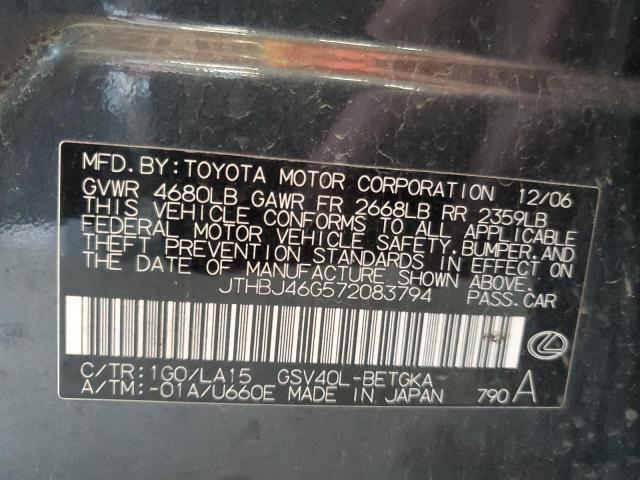 MFD. BY: TOYOTA MOTOR CORPORATION 12/06
GVWR 4680LB GAWR FR 2668LB RR 2359LB
THIS VEHICLE CONFORMS TO ALL APPLICABLE
FEDERAL MOTOR VEHICLE SAFETY, BUMPER, AND
THEFT PREVENTION STANDARDS IN EFFECT ON
THE DATE OF MANUFACTURE SHOWN ABOVE.
JTHBJ46G572083794 PASS. CAR
C/TR: 1G0/LA15 GSV40L-BETGKA
A/TM: -01A/U660E MADE IN JAPAN 790 A